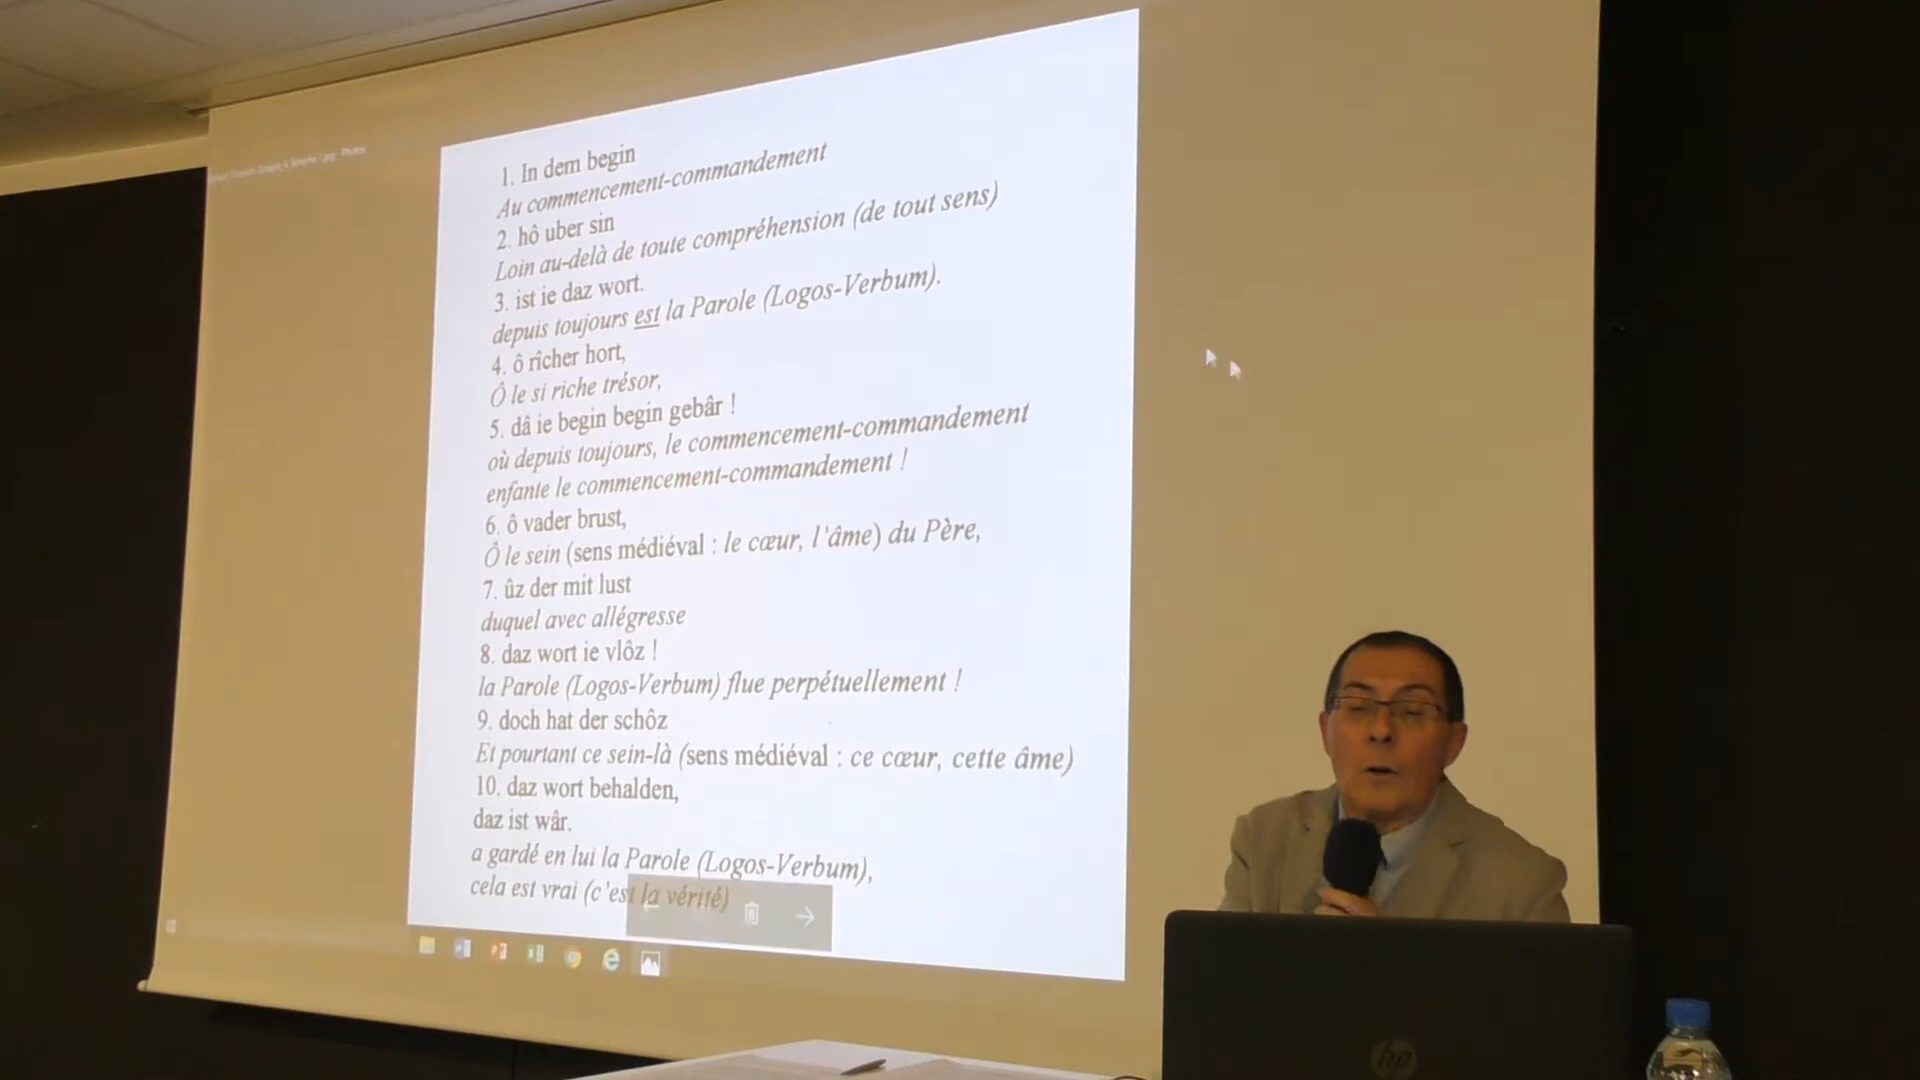 1. In dem begin
Au commencement-commandement
2. hô uber sin
Loin au-delà de toute compréhension (de tout sens)
3. ist ie daz wort.
depuis toujours est la Parole (Logos-Verbum).
4. ô rîcher hort,
Ô le si riche trésor,
5. dâ ie begin begin gebâr !
où depuis toujours, le commencement-commandement
enfante le commencement-commandement !
6. ô vader brust,
Ô le sein (sens médiéval : le cœur, l'âme) du Père,
7. ûz der mit lust
duquel avec allégresse
8. daz wort ie vlôz !
la Parole (Logos-Verbum) flue perpétuellement !
9. doch hat der schôz
Et pourtant ce sein-là (sens médiéval : ce cœur, cette âme)
10. daz wort behalden,
daz ist wâr.
a gardé en lui la Parole (Logos-Verbum),
cela est vrai (c'est la vérité)
hp